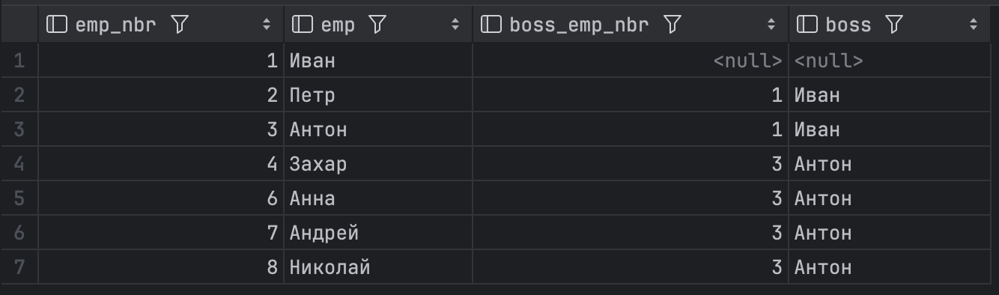 emp_nbr emp boss_emp_nbr boss
1 1 Иван <null> <null>
2 2 Петр 1 Иван
3 3 Антон 1 Иван
4 4 Захар 3 Антон
5 6 Анна 3 Антон
6 7 Андрей 3 Антон
7 8 Николай 3 Антон